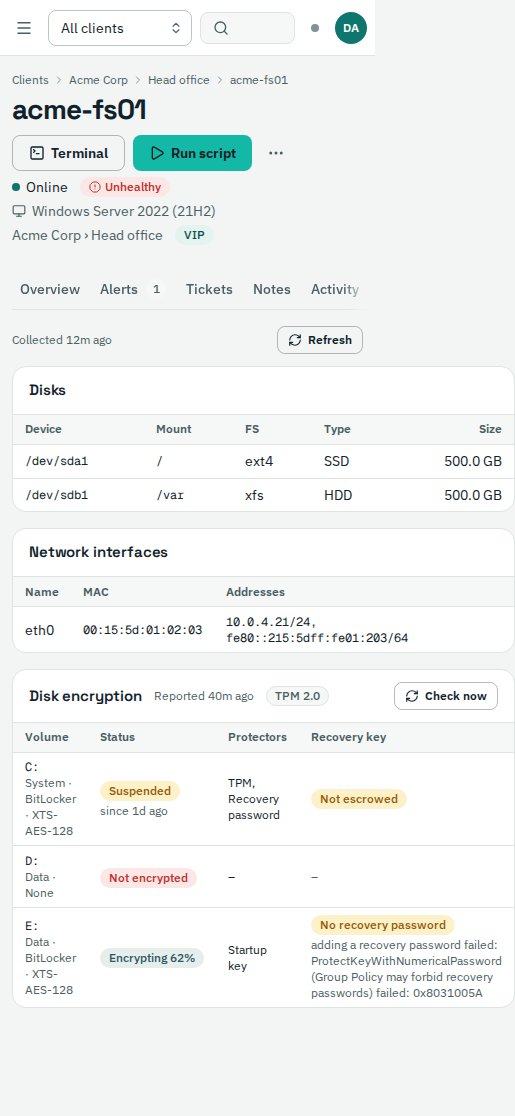 All clients
DA
Clients > Acme Corp > Head office > acme-fs01
acme-fs01
Terminal
Run script
Online
Unhealthy
Windows Server 2022 (21H2)
Acme Corp › Head office
VIP
Overview
Alerts 1
Tickets
Notes
Activity
Collected 12m ago
Refresh
Disks
Device Mount FS Type Size
/dev/sda1 / ext4 SSD 500.0 GB
/dev/sdb1 /var xfs HDD 500.0 GB
Network interfaces
Name MAC Addresses
eth0 00:15:5d:01:02:03 10.0.4.21/24,
fe80::215:5dff:fe01:203/64
Disk encryption Reported 40m ago TPM 2.0 Check now
Volume Status Protectors Recovery key
C:
System ·
BitLocker
· XTS-
AES-128
Suspended
since 1d ago
TPM,
Recovery
password
Not escrowed
D:
Data ·
None
Not encrypted
–
–
E:
Data ·
BitLocker
· XTS-
AES-128
Encrypting 62%
Startup
key
No recovery password
adding a recovery password failed:
ProtectKeyWithNumericalPassword
(Group Policy may forbid recovery
passwords) failed: 0x8031005A